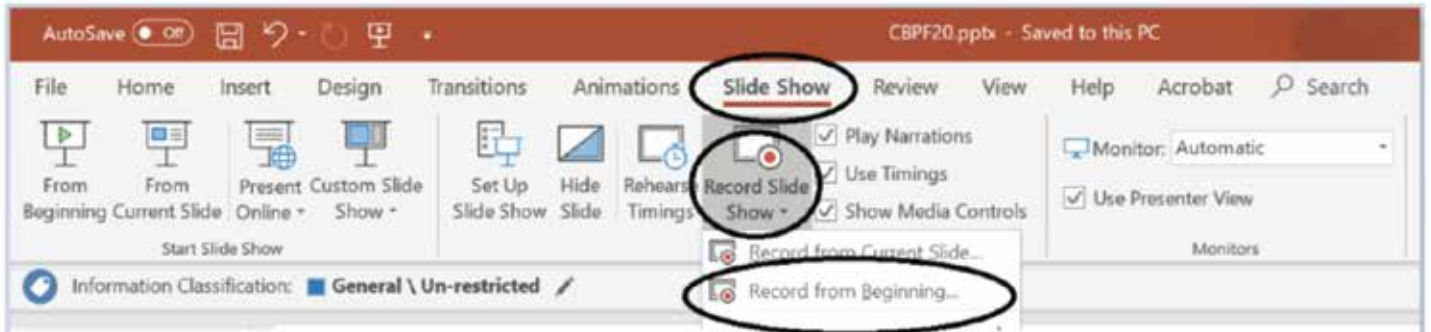 AutoSave Off CBPF20.pptx - Saved to this PC
File Home Insert Design Transitions Animations Slide Show Review View Help Acrobat Search
From Beginning
From Current Slide
Present Online
Custom Slide Show
Start Slide Show
Set Up Slide Show
Hide Slide
Rehearse Timings
Record Slide Show
Play Narrations
Use Timings
Show Media Controls
Monitor: Automatic
Use Presenter View
Monitors
Record from Current Slide...
Record from Beginning...
Information Classification: General \ Un-restricted